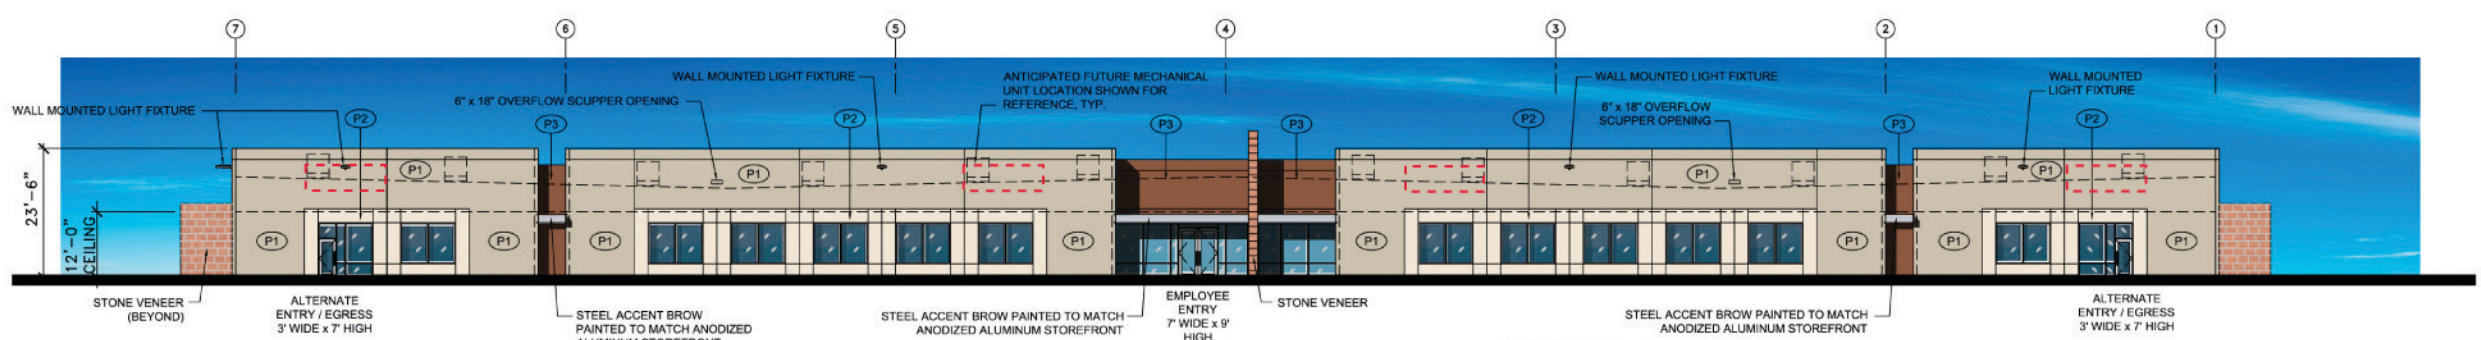 7
6
5
4
3
2
1
WALL MOUNTED LIGHT FIXTURE
6" x 18" OVERFLOW SCUPPER OPENING
WALL MOUNTED LIGHT FIXTURE
ANTICIPATED FUTURE MECHANICAL
UNIT LOCATION SHOWN FOR
REFERENCE, TYP.
WALL MOUNTED LIGHT FIXTURE
6" x 18" OVERFLOW
SCUPPER OPENING
WALL MOUNTED
LIGHT FIXTURE
P2
P3
P2
P3
P3
P2
P3
P2
P1
P1
P1
P1
23'-6"
12'-0"
CEILING
P1
P1
P1
P1
P1
P1
P1
P1
STONE VENEER
(BEYOND)
ALTERNATE
ENTRY / EGRESS
3' WIDE x 7' HIGH
STEEL ACCENT BROW
PAINTED TO MATCH ANODIZED
ALUMINUM STOREFRONT
STEEL ACCENT BROW PAINTED TO MATCH
ANODIZED ALUMINUM STOREFRONT
EMPLOYEE
ENTRY
7' WIDE x 9'
HIGH
STONE VENEER
STEEL ACCENT BROW PAINTED TO MATCH
ANODIZED ALUMINUM STOREFRONT
ALTERNATE
ENTRY / EGRESS
3' WIDE x 7' HIGH